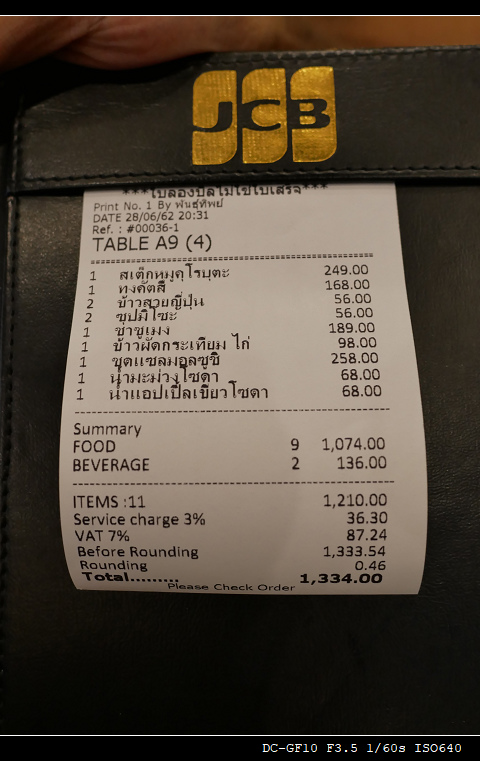 JCB
***ใบลองบิลไม่ใช่ใบเสร็จ***
Print No. 1 By พันธุ์ทิพย์
DATE 28/06/62 20:31
Ref. : #00036-1
TABLE A9 (4)
1 สเต๊กหมูคุโรบุตะ 249.00
1 ทงคัตสึ 168.00
2 ข้าวสวยญี่ปุ่น 56.00
2 ซุปมิโซะ 56.00
1 ชาชูเมง 189.00
1 ข้าวผัดกระเทียม ไก่ 98.00
1 ชุดแซลมอลซูชิ 258.00
1 น้ำมะม่วงโซดา 68.00
1 น้ำแอปเปิ้ลเขียวโซดา 68.00
Summary
FOOD 9 1,074.00
BEVERAGE 2 136.00
ITEMS :11 1,210.00
Service charge 3% 36.30
VAT 7% 87.24
Before Rounding 1,333.54
Rounding 0.46
Total......... 1,334.00
Please Check Order
DC-GF10 F3.5 1/60s ISO640